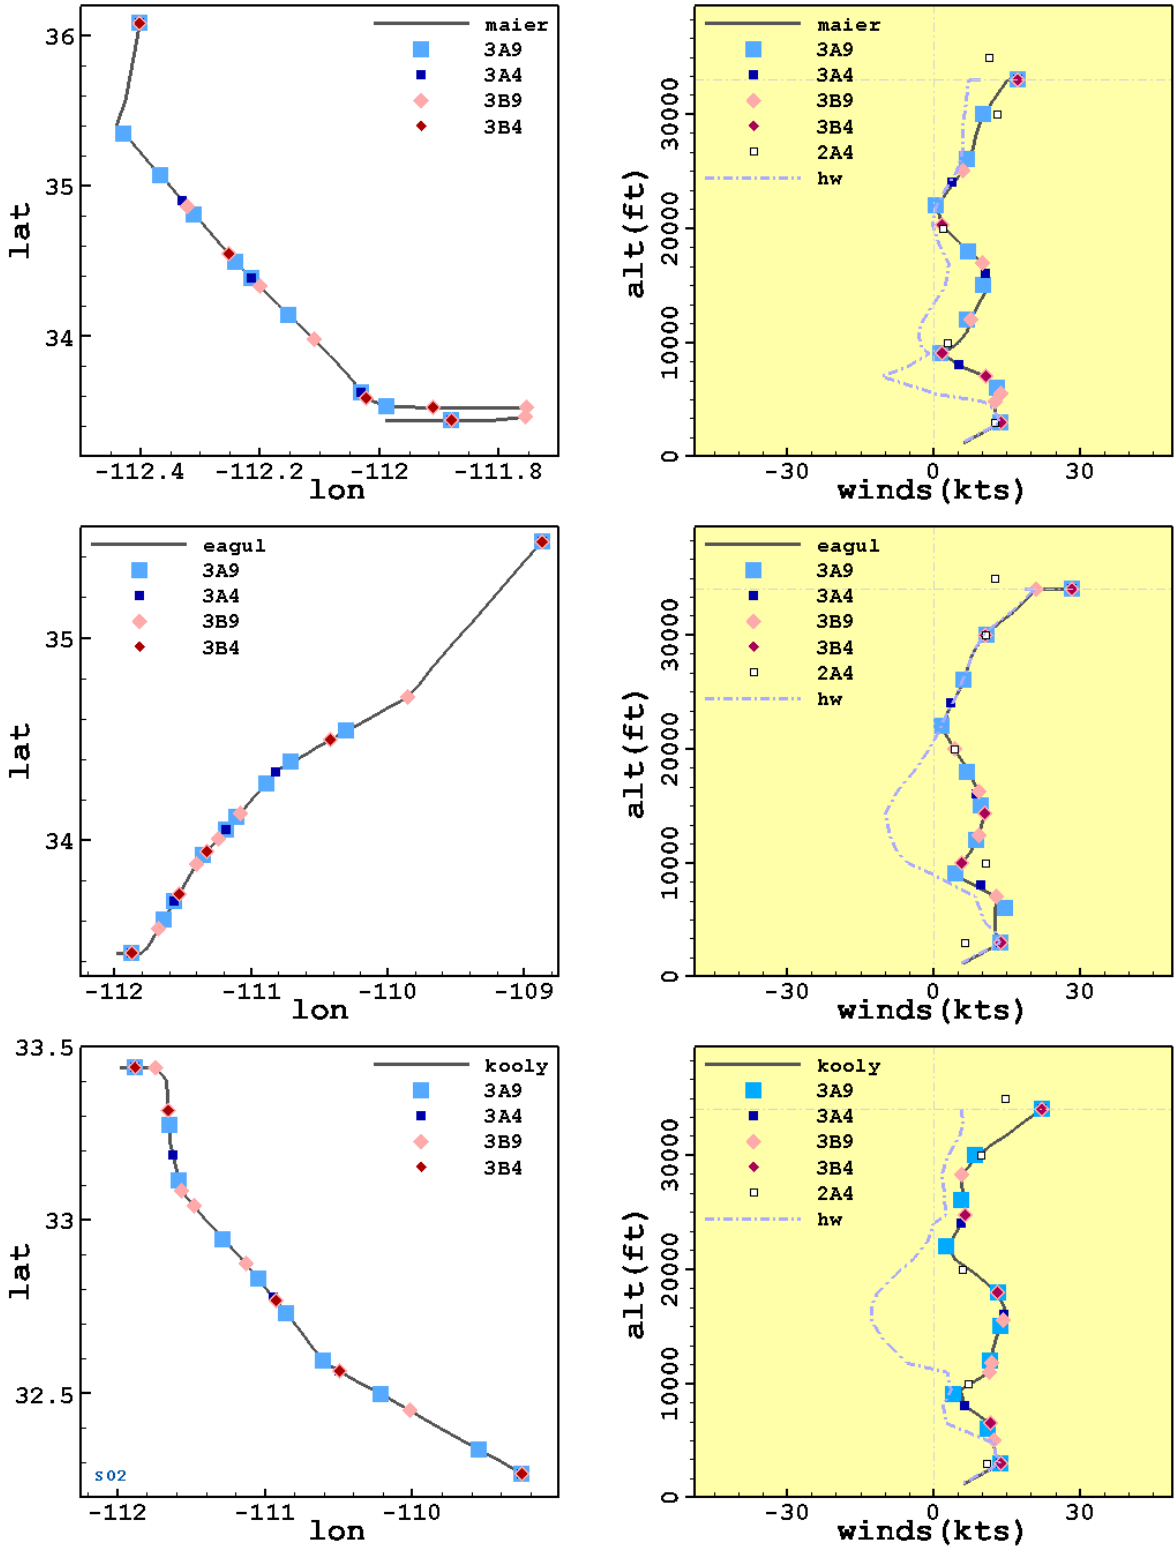 maier
3A9
3A4
3B9
3B4
36
35
34
lat
-112.4
-112.2
-112
-111.8
lon
maier
3A9
3A4
3B9
3B4
2A4
hw
30000
20000
10000
0
alt(ft)
-30
0
30
winds(kts)
eagul
3A9
3A4
3B9
3B4
35
34
lat
-112
-111
-110
-109
lon
eagul
3A9
3A4
3B9
3B4
2A4
hw
30000
20000
10000
0
alt(ft)
-30
0
30
winds(kts)
33.5
kooly
3A9
3A4
3B9
3B4
33
32.5
lat
s02
-112
-111
-110
lon
kooly
3A9
3A4
3B9
3B4
2A4
hw
30000
20000
10000
0
alt(ft)
-30
0
30
winds(kts)